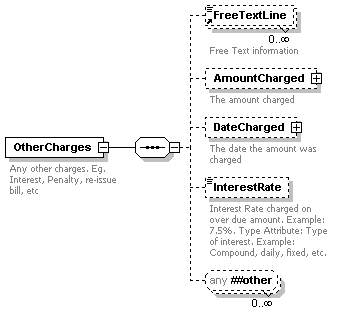 FreeTextLine
0..∞
Free Text information
AmountCharged
The amount charged
DateCharged
The date the amount was
charged
OtherCharges
Any other charges. Eg.
Interest, Penalty, re-issue
bill, etc
InterestRate
Interest Rate charged on
over due amount. Example:
7.5%. Type Attribute: Type
of interest. Example:
Compound, daily, fixed, etc.
any ##other
0..∞